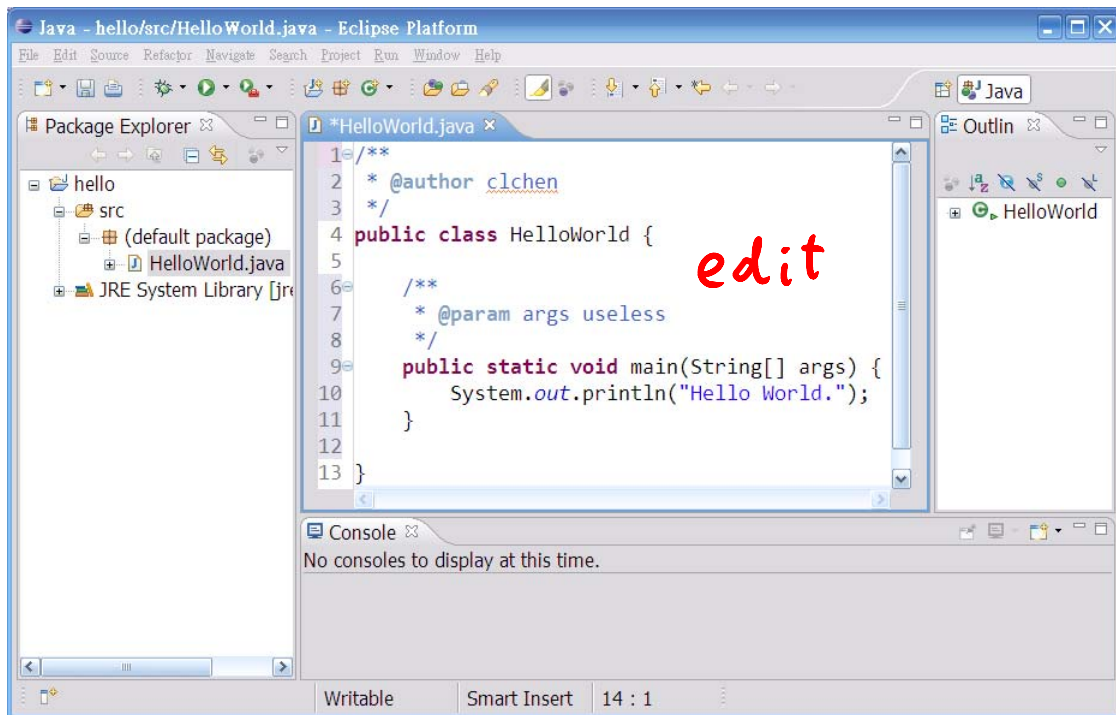 Java - hello/src/HelloWorld.java - Eclipse Platform
File Edit Source Refactor Navigate Search Project Run Window Help
Java
Package Explorer
hello
src
(default package)
HelloWorld.java
JRE System Library [jre
*HelloWorld.java
1 /**
2 * @author clchen
3 */
4 public class HelloWorld {
5
6 /**
7 * @param args useless
8 */
9 public static void main(String[] args) {
10 System.out.println("Hello World.");
11 }
12
13 }
edit
Outlin
HelloWorld
Console
No consoles to display at this time.
Writable Smart Insert 14 : 1